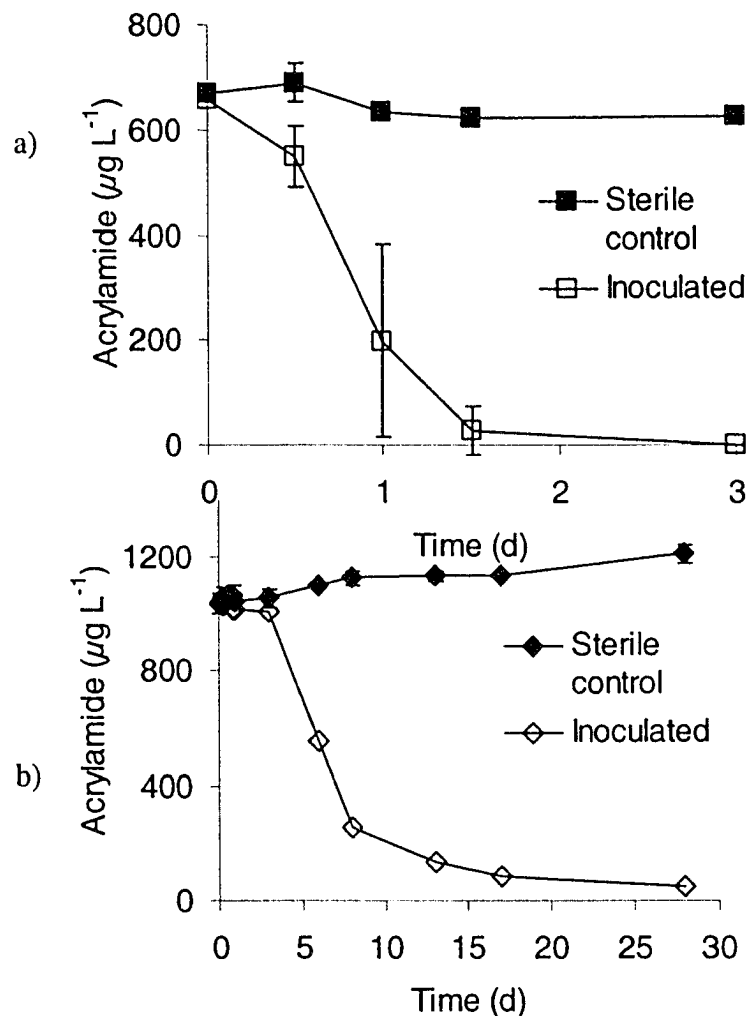 a)
Acrylamide (µg L⁻¹)
800
600
400
200
0
Sterile
control
Inoculated
0 1 2 3
Time (d)
b)
Acrylamide (µg L⁻¹)
1200
800
400
0
Sterile
control
Inoculated
0 5 10 15 20 25 30
Time (d)